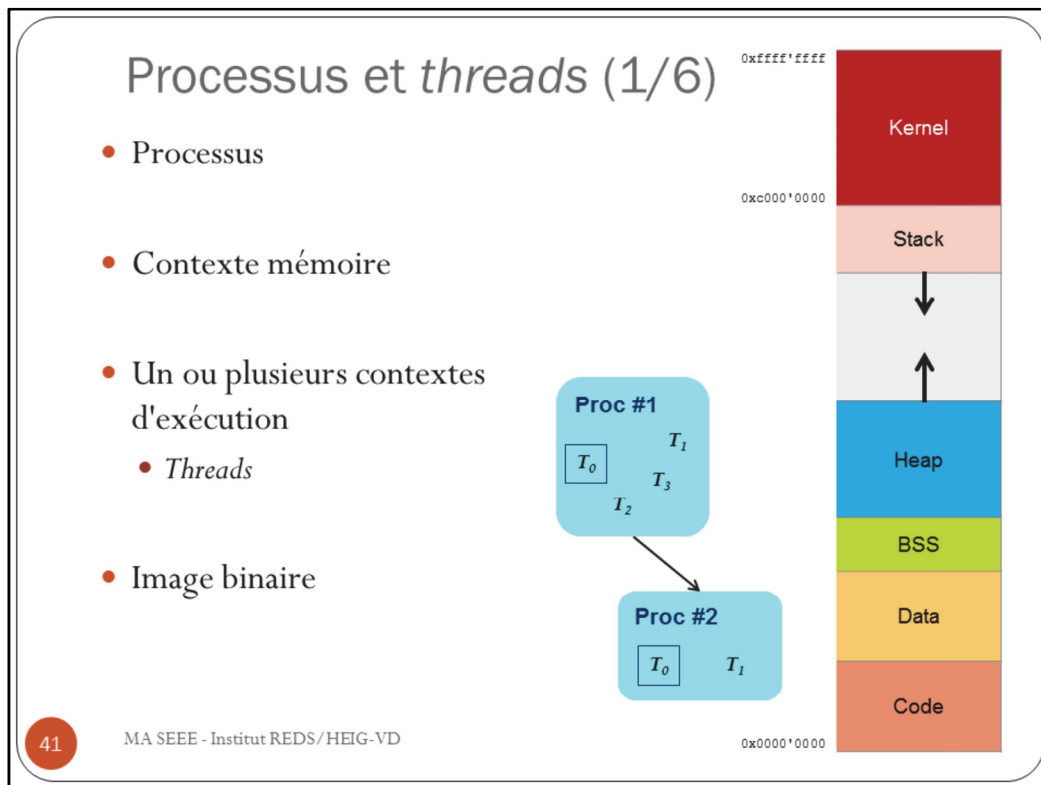 Processus et threads (1/6)
• Processus
• Contexte mémoire
• Un ou plusieurs contextes
d'exécution
• Threads
• Image binaire
Proc #1
T0
T1
T3
T2
Proc #2
T0
T1
0xffff'ffff
Kernel
0xc000'0000
Stack
Heap
BSS
Data
Code
0x0000'0000
41
MA SEEE - Institut REDS/HEIG-VD